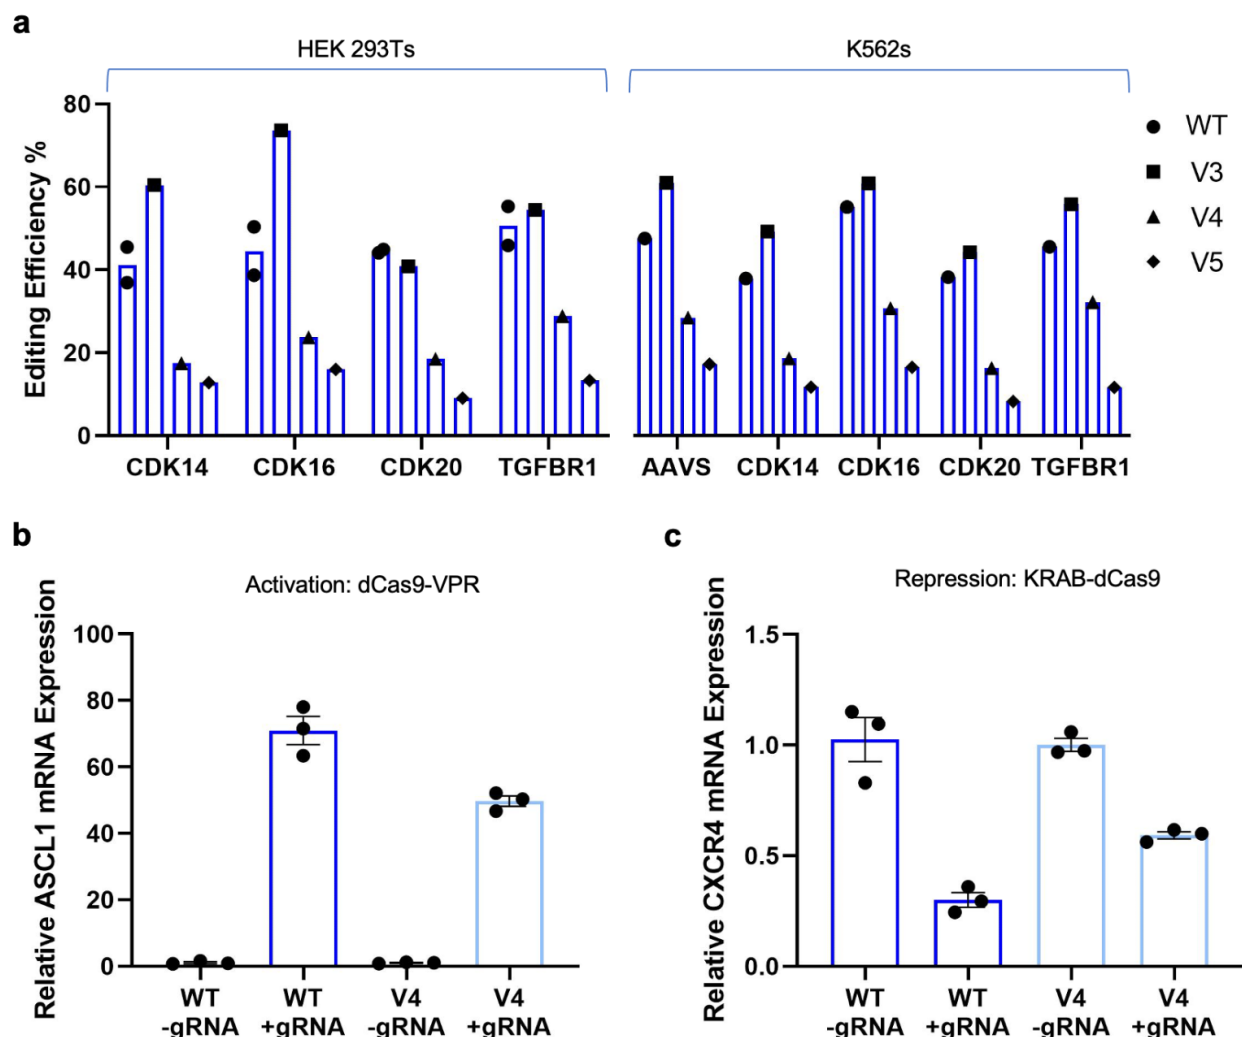 a
HEK 293Ts
K562s
Editing Efficiency %
80
60
40
20
0
CDK14 CDK16 CDK20 TGFBR1
AAVS CDK14 CDK16 CDK20 TGFBR1
WT
V3
V4
V5
b
Activation: dCas9-VPR
Relative ASCL1 mRNA Expression
100
80
60
40
20
0
WT WT V4 V4
-gRNA +gRNA -gRNA +gRNA
c
Repression: KRAB-dCas9
Relative CXCR4 mRNA Expression
1.5
1.0
0.5
0.0
WT WT V4 V4
-gRNA +gRNA -gRNA +gRNA